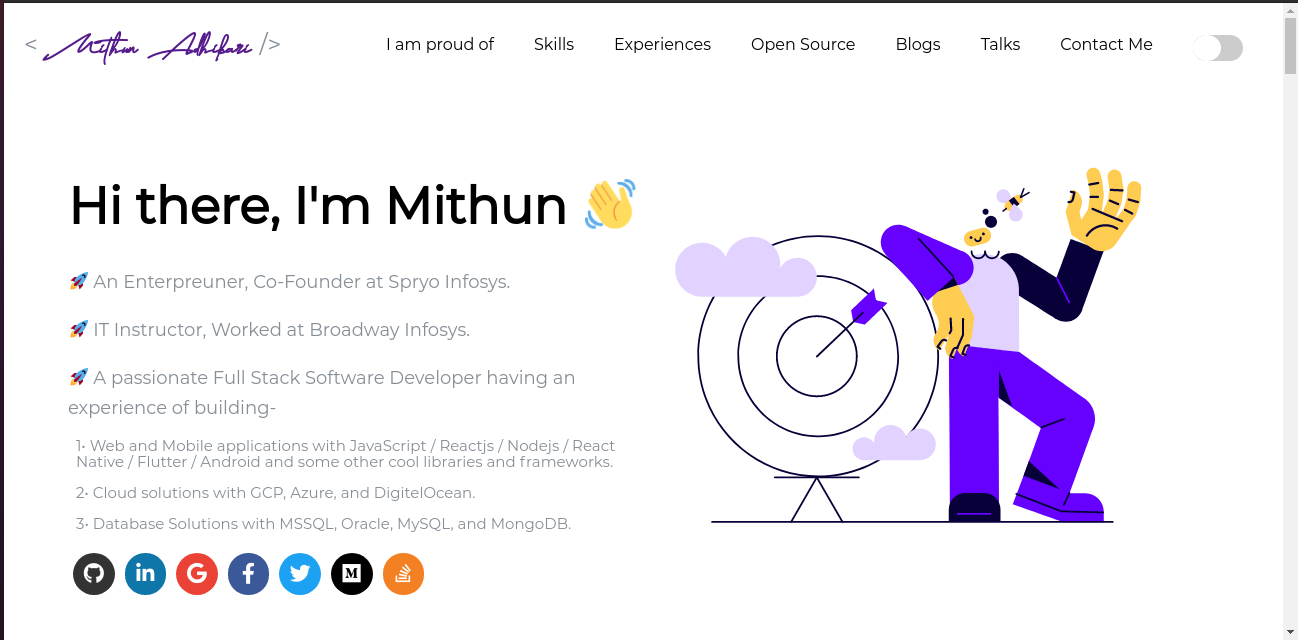 < Mithun Adhikari />
I am proud of Skills Experiences Open Source Blogs Talks Contact Me
Hi there, I'm Mithun 👋
🚀 An Enterpreuner, Co-Founder at Spryo Infosys.
🚀 IT Instructor, Worked at Broadway Infosys.
🚀 A passionate Full Stack Software Developer having an
experience of building-
1• Web and Mobile applications with JavaScript / Reactjs / Nodejs / React
Native / Flutter / Android and some other cool libraries and frameworks.
2• Cloud solutions with GCP, Azure, and DigitelOcean.
3• Database Solutions with MSSQL, Oracle, MySQL, and MongoDB.